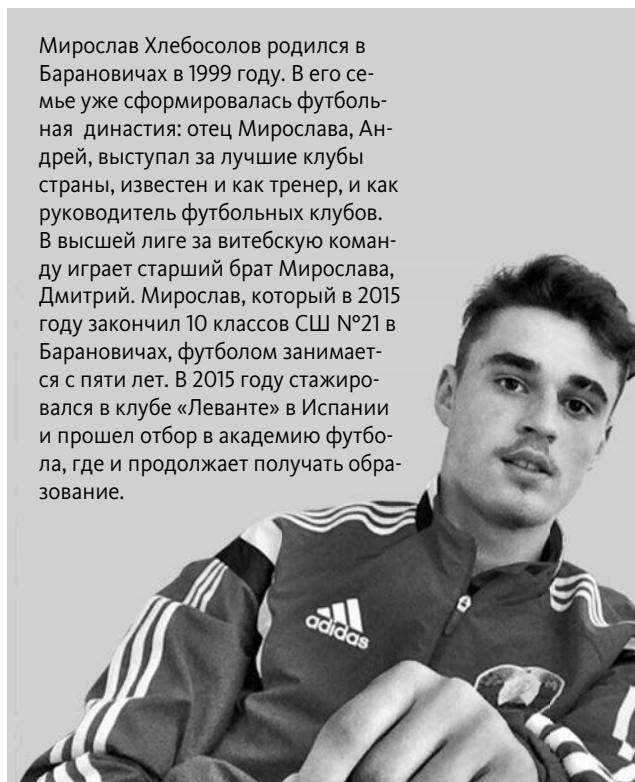 Мирослав Хлебосолов родился в
Барановичах в 1999 году. В его се-
мье уже сформировалась футболь-
ная династия: отец Мирослава, Ан-
дрей, выступал за лучшие клубы
страны, известен и как тренер, и как
руководитель футбольных клубов.
В высшей лиге за витебскую коман-
ду играет старший брат Мирослава,
Дмитрий. Мирослав, который в 2015
году закончил 10 классов СШ №21 в
Барановичах, футболом занимает-
ся с пяти лет. В 2015 году стажиро-
вался в клубе «Леванте» в Испании
и прошел отбор в академию футбо-
ла, где и продолжает получать обра-
зование.
adidas